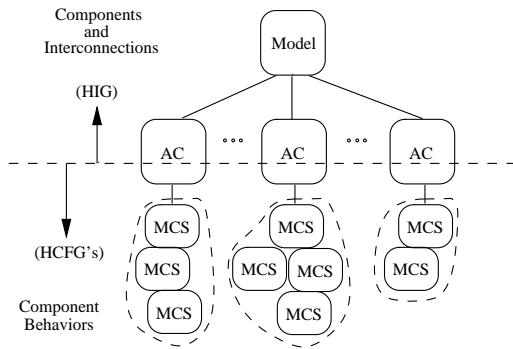 Components
and
Interconnections
Model
(HIG)
AC
°°°
AC
°°°
AC
(HCFG's)
MCS
MCS
MCS
MCS
MCS
MCS
MCS
MCS
MCS
Component
Behaviors